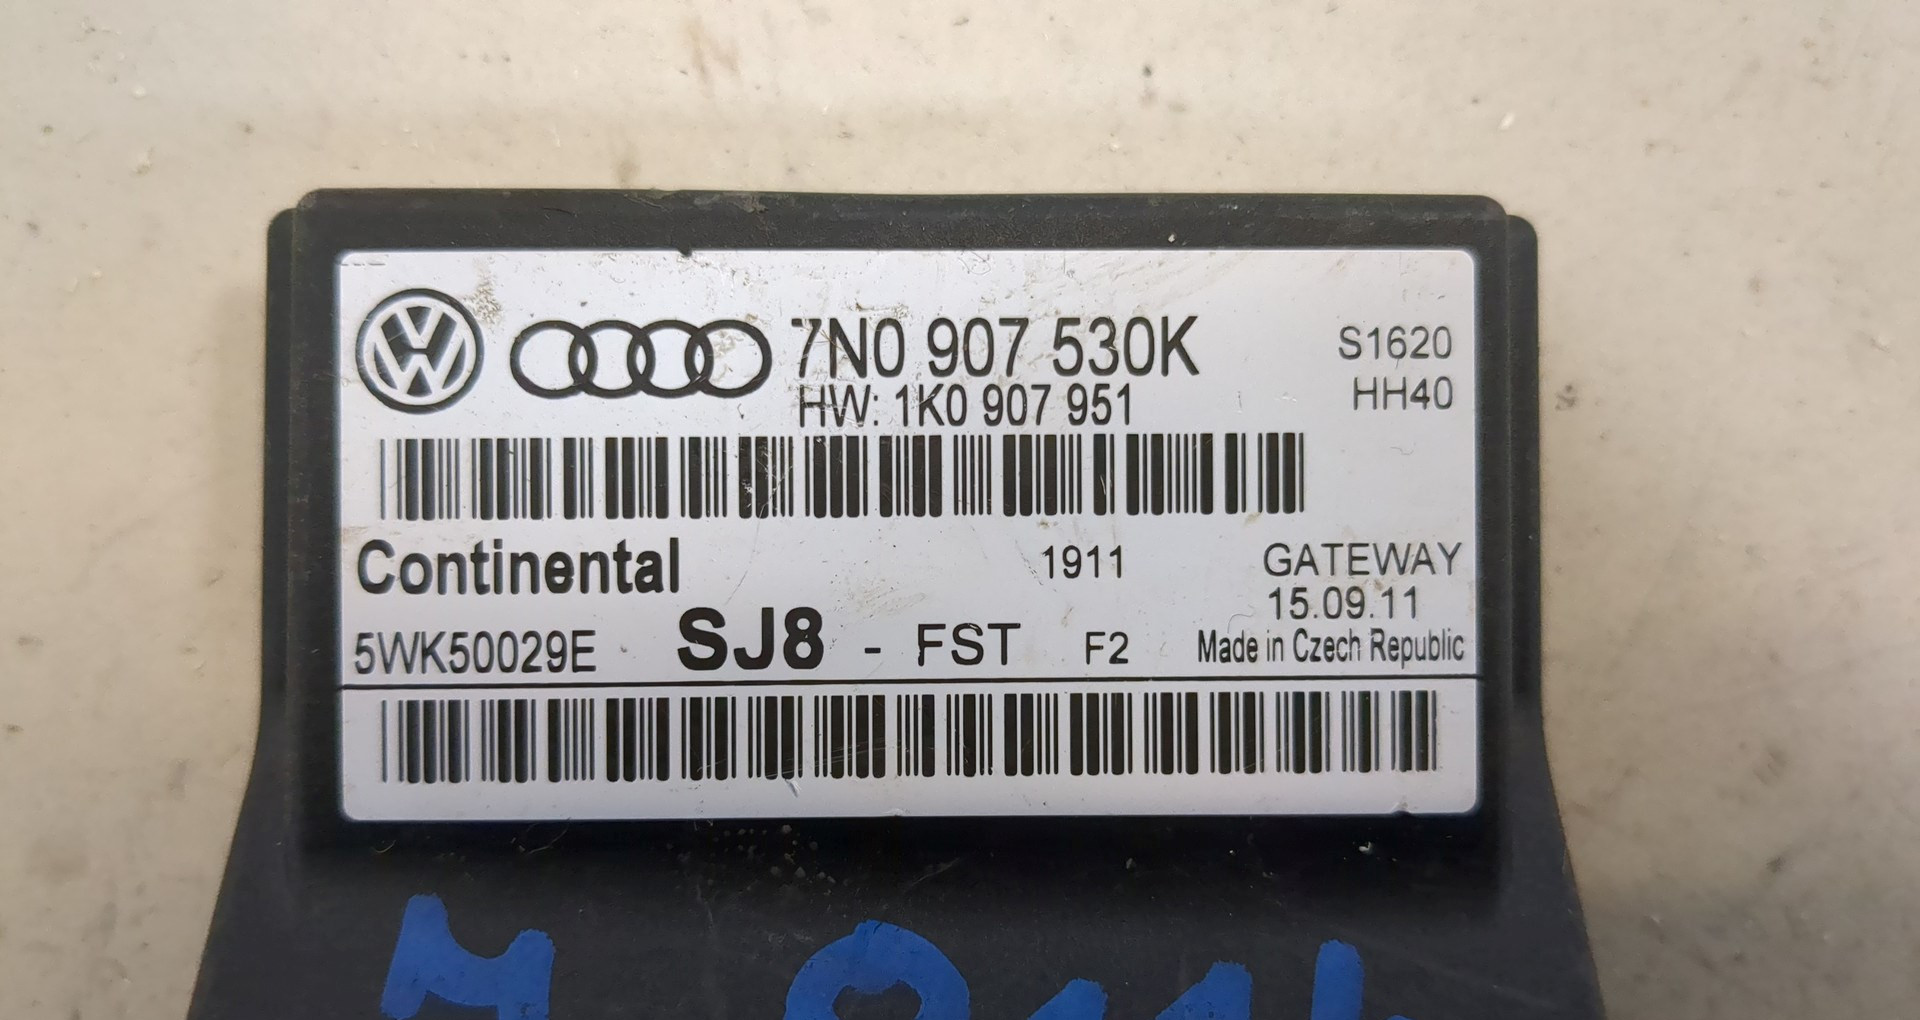 7N0 907 530K
S1620
HW: 1K0 907 951
HH40
Continental
1911
GATEWAY
15.09.11
5WK50029E SJ8 - FST F2 Made in Czech Republic